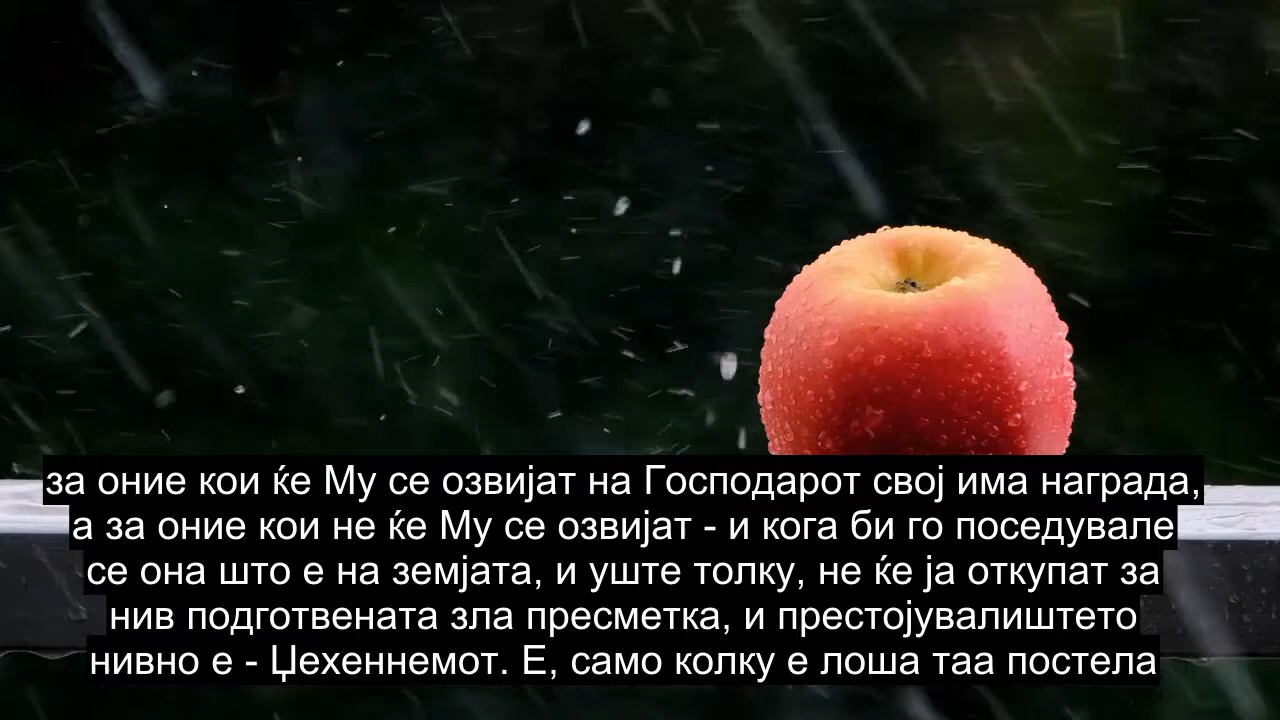 за оние кои ќе Му се озвијат на Господарот свој има награда,
а за оние кои не ќе Му се озвијат - и кога би го поседувале
се она што е на земјата, и уште толку, не ќе ја откупат за
нив подготвената зла пресметка, и престојувалиштето
нивно е - Џехеннемот. Е, само колку е лоша таа постела